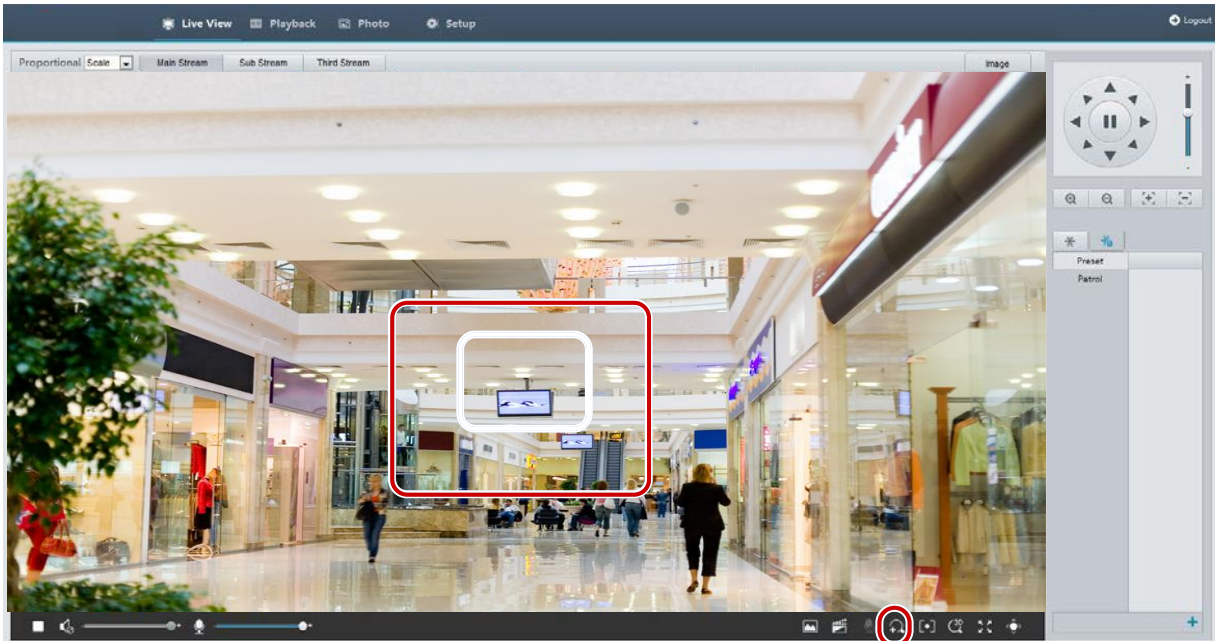 Live View Playback Photo Setup Logout
Proportional Scale Main Stream Sub Stream Third Stream Image
Preset
Patrol